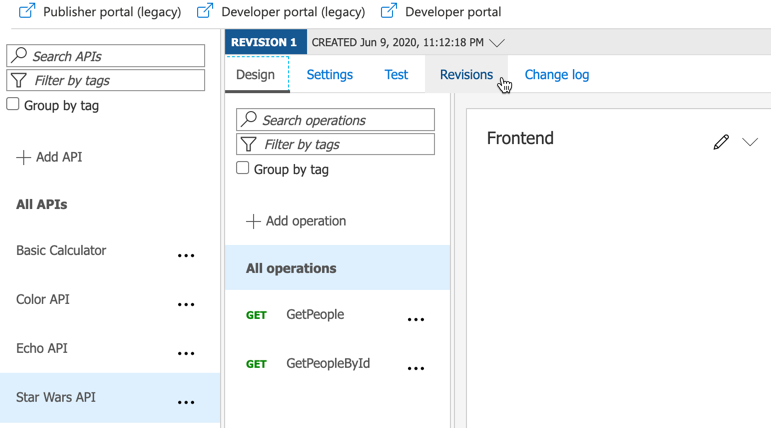 Publisher portal (legacy) Developer portal (legacy) Developer portal
Search APIs
Filter by tags
Group by tag
Add API
All APIs
Basic Calculator
Color API
Echo API
Star Wars API
REVISION 1 CREATED Jun 9, 2020, 11:12:18 PM
Design Settings Test Revisions Change log
Search operations
Filter by tags
Group by tag
Add operation
All operations
GET GetPeople
GET GetPeopleById
Frontend